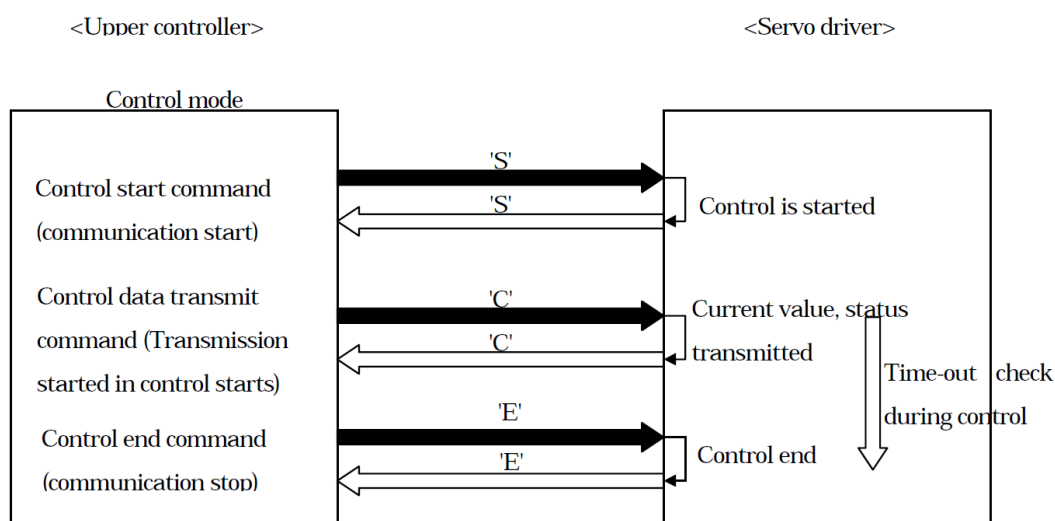 <Upper controller>
<Servo driver>
Control mode
'S'
Control start command
(communication start)
'S'
Control is started
Control data transmit
command (Transmission
started in control starts)
'C'
'C'
Current value, status
transmitted
Time-out check
during control
Control end command
(communication stop)
'E'
'E'
Control end